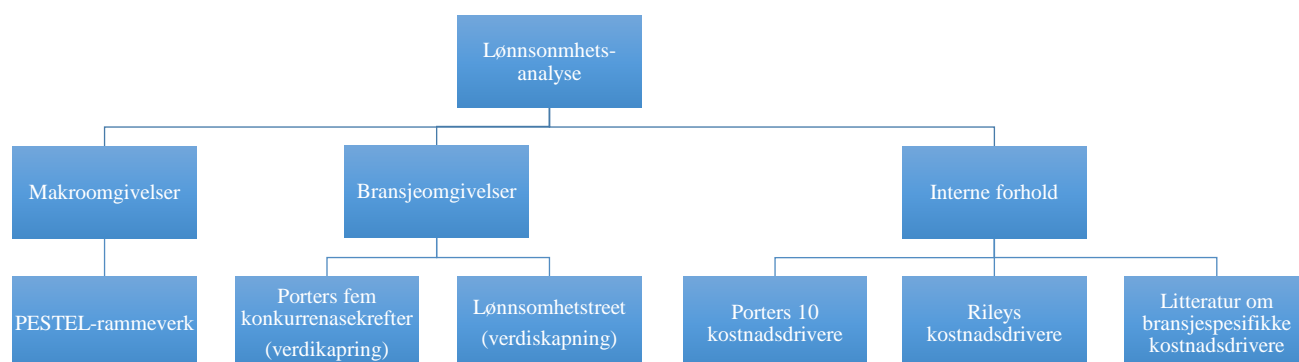 Lønnsonmhets-
analyse
Makroomgivelser
Bransjeomgivelser
Interne forhold
PESTEL-rammeverk
Porters fem
konkurrenasekrefter
(verdikapring)
Lønnsomhetstreet
(verdiskapning)
Porters 10
kostnadsdrivere
Rileys
kostnadsdrivere
Litteratur om
bransjespesifikke
kostnadsdrivere